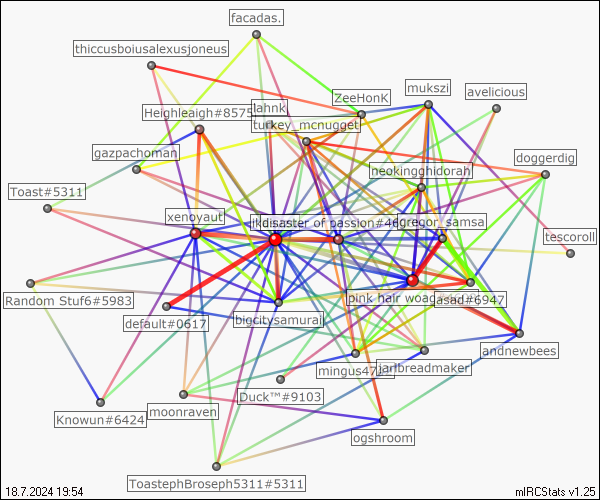 facadas.
thiccusboiusalexusjoneus
mukszi
avelicious
ZeeHonK
Heighleaigh#8575
lahnk
turkey_mcnugget
gazpachoman
doggerdig
neokingghidorah
Toast#5311
xenoyaut
disaster of passion#46
gregor_samsa
tescoroll
Random Stuf6#5983
pink hair
asad#6947
default#0617
bigcitysamurai
andnewbees
mingus47
jarlbreadmaker
Duck™#9103
Knowun#6424
moonraven
ogshroom
ToastephBroseph5311#5311
18.7.2024 19:54
mIRCStats v1.25